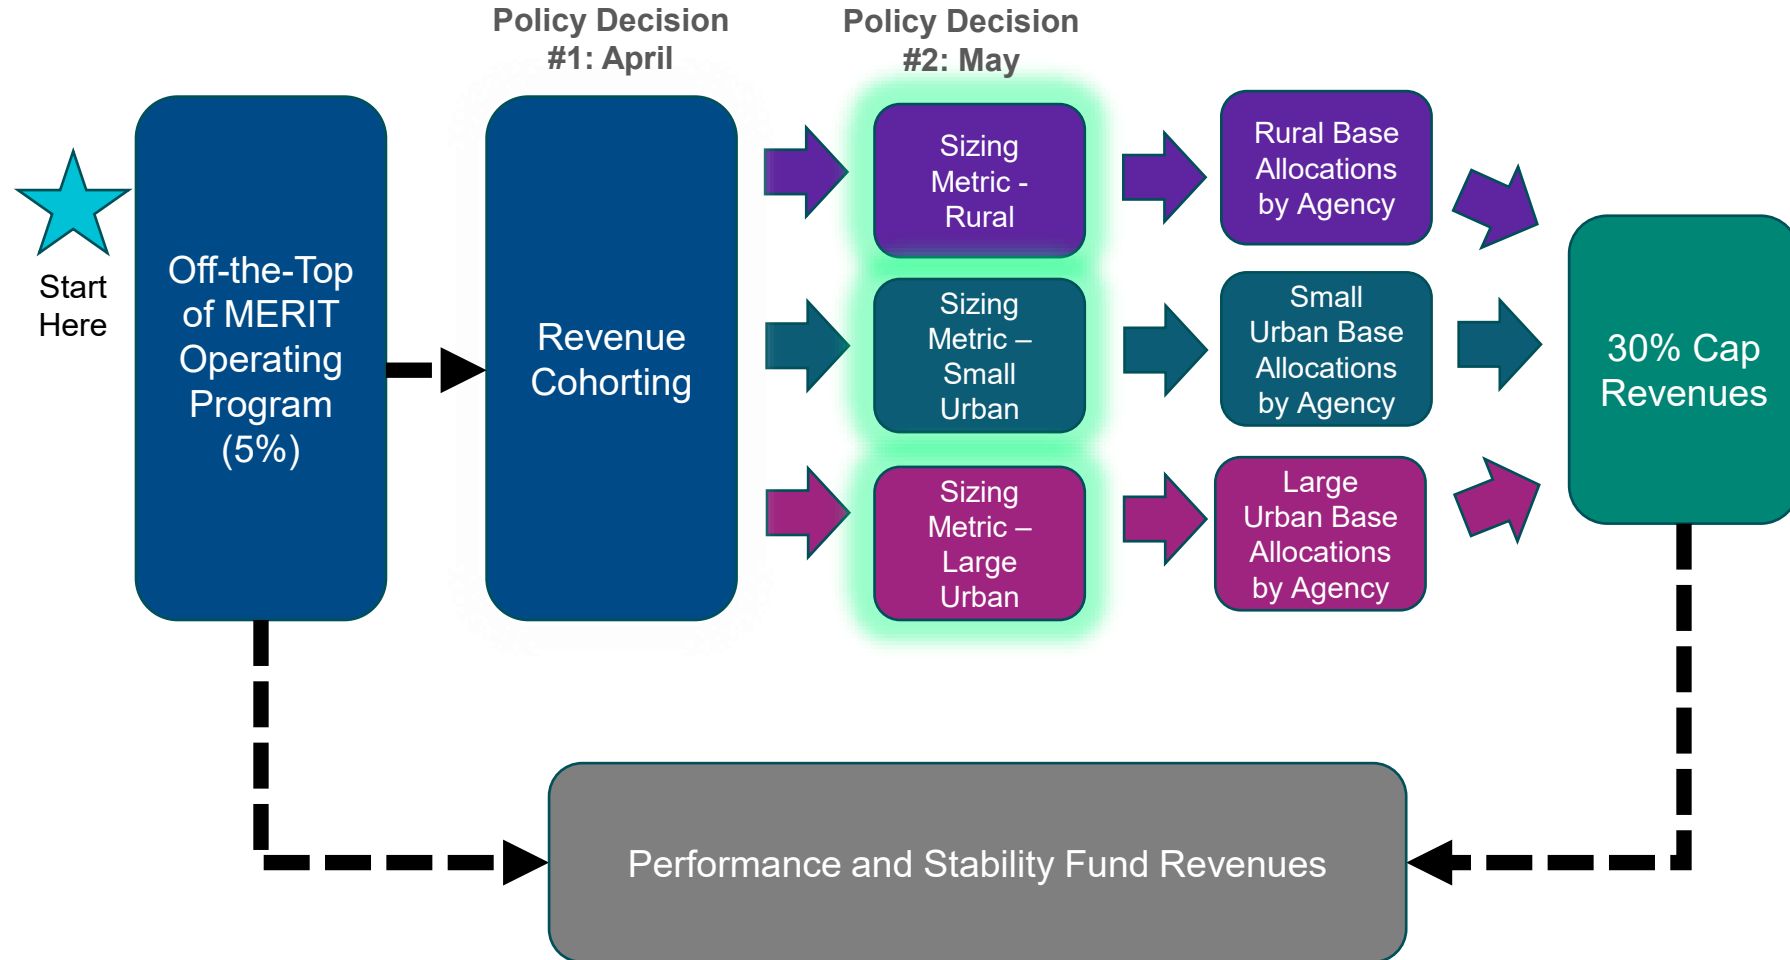 Policy Decision
#1: April
Policy Decision
#2: May
Start
Here
Off-the-Top
of MERIT
Operating
Program
(5%)
Revenue
Cohorting
Sizing
Metric -
Rural
Sizing
Metric –
Small
Urban
Sizing
Metric –
Large
Urban
Rural Base
Allocations
by Agency
Small
Urban Base
Allocations
by Agency
Large
Urban Base
Allocations
by Agency
30% Cap
Revenues
Performance and Stability Fund Revenues